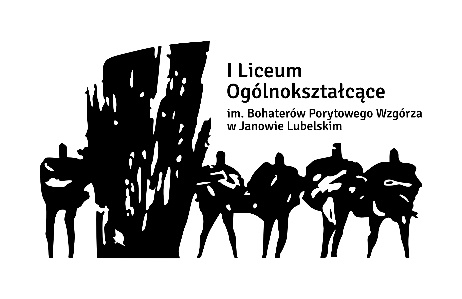 I Liceum
Ogólnokształcące
im. Bohaterów Porytowego Wzgórza
w Janowie Lubelskim